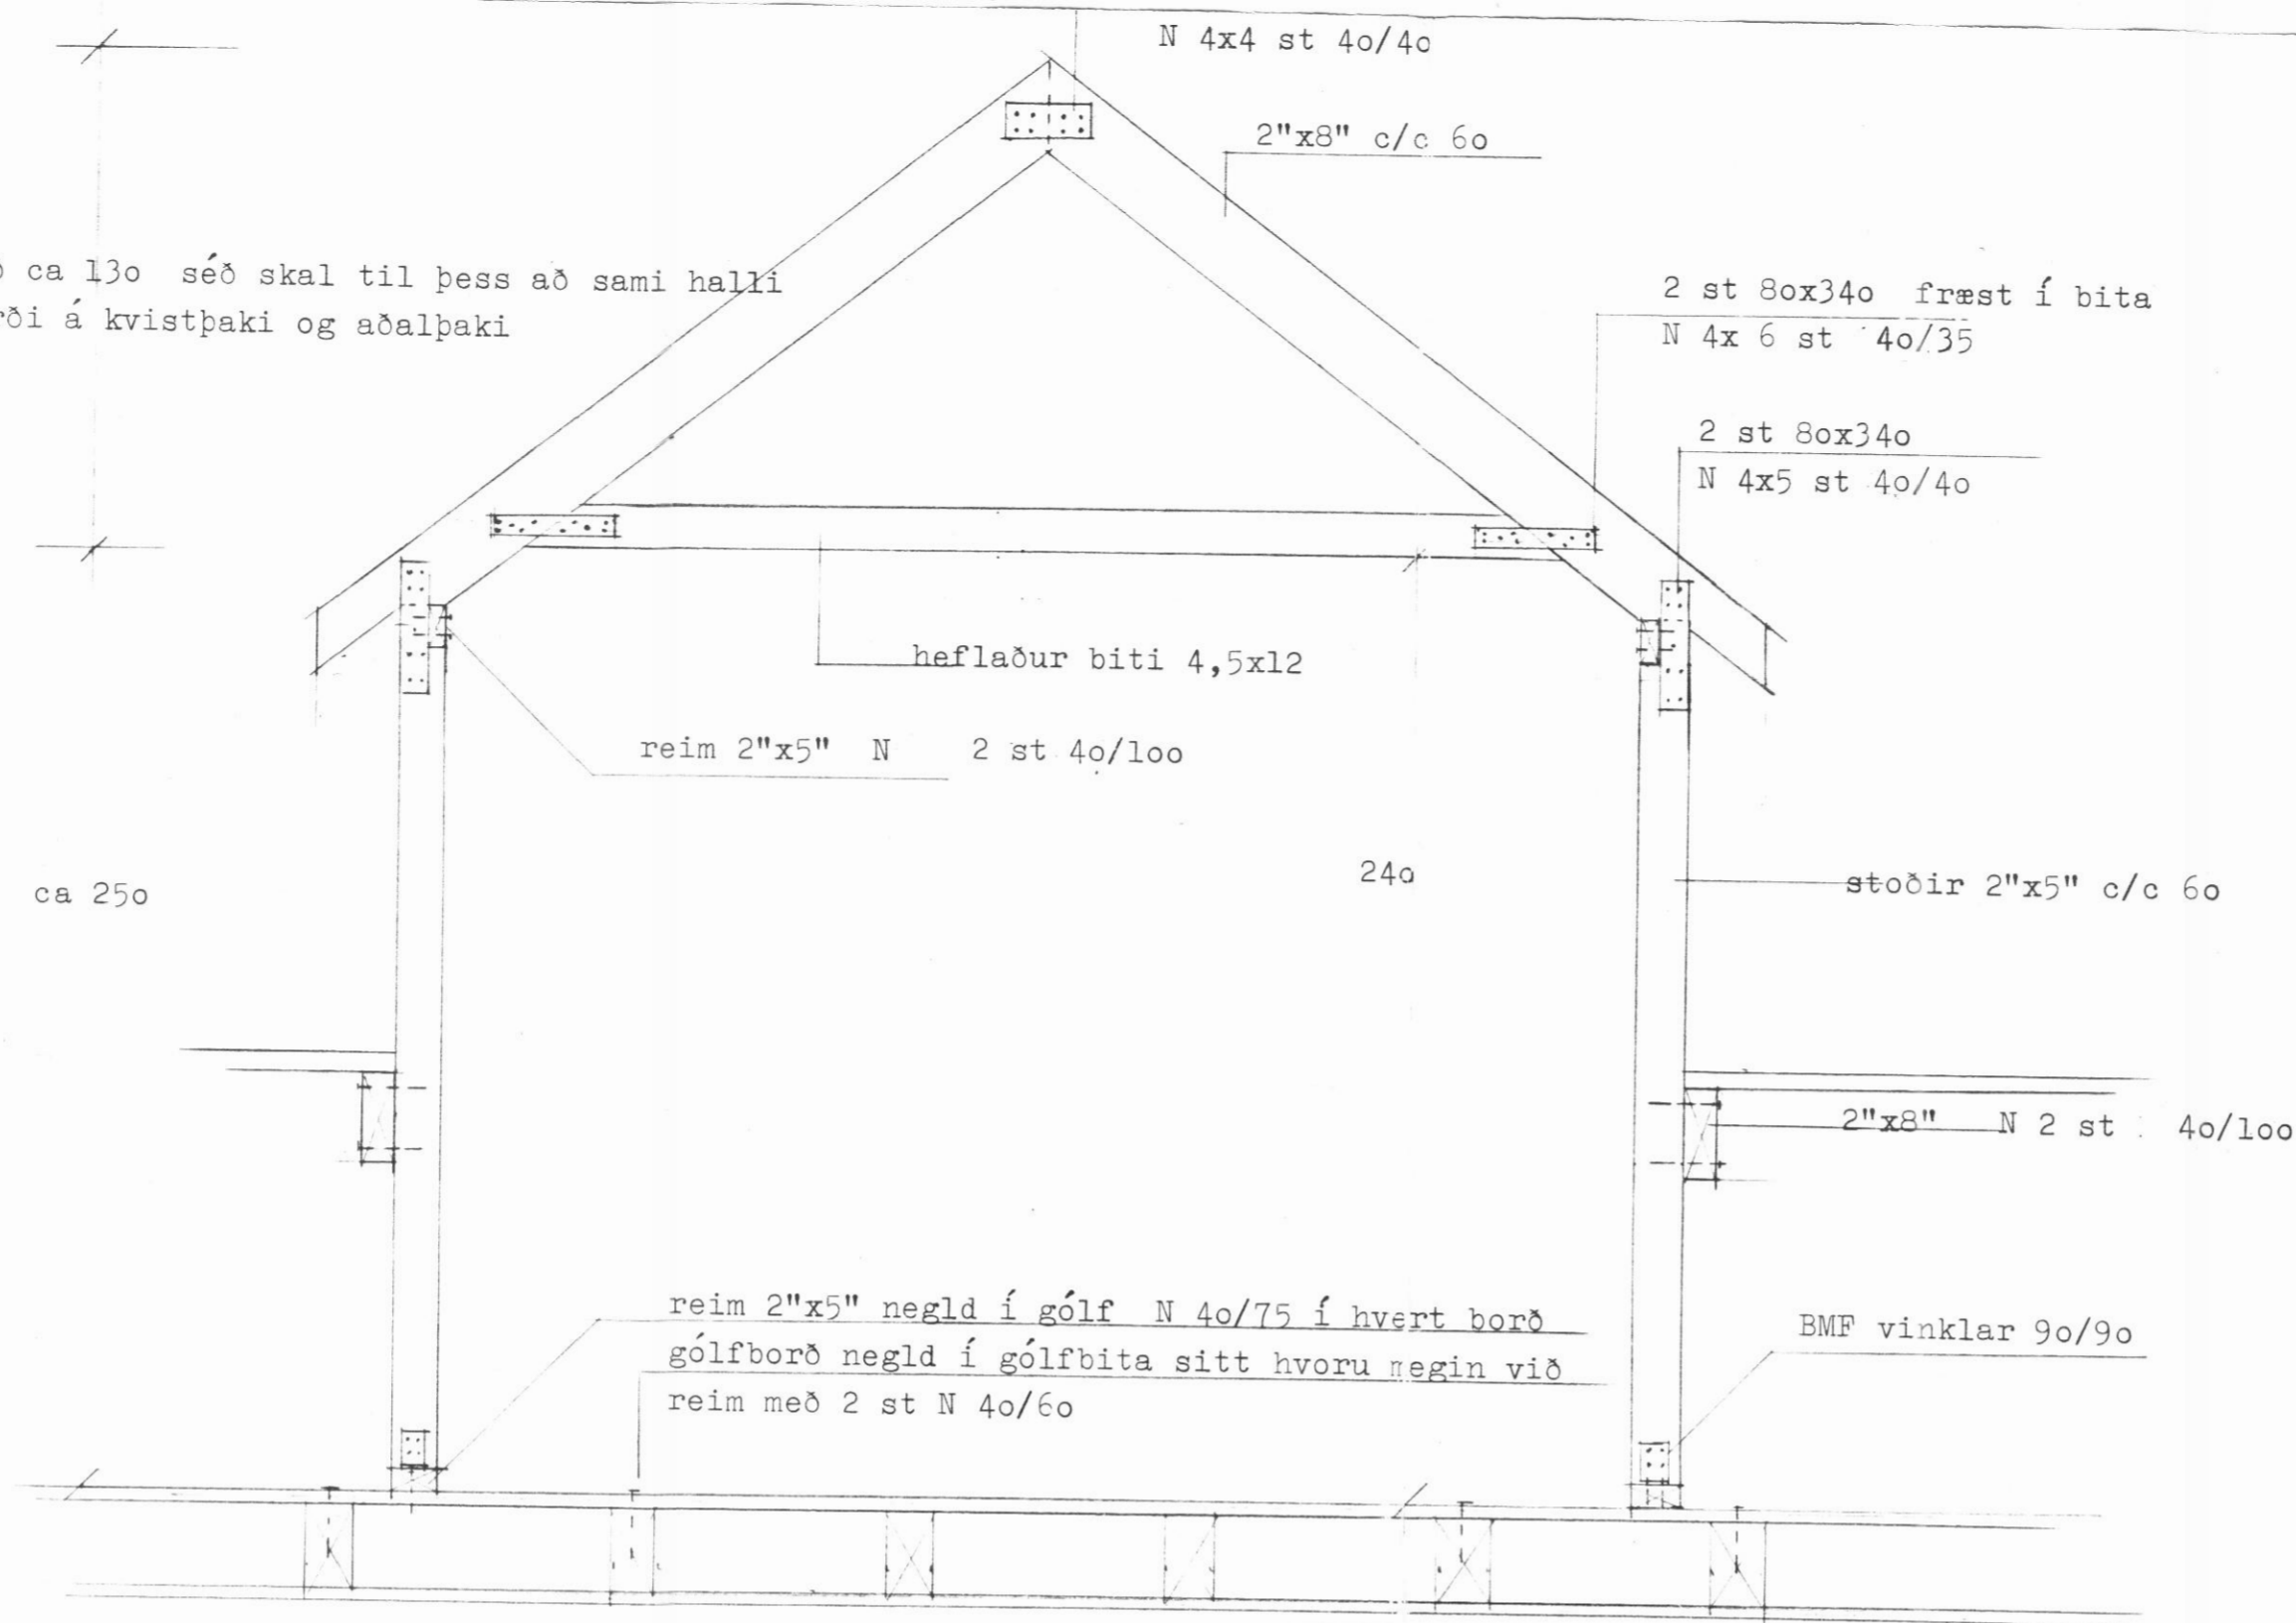 N 4x4 st 4o/4o
2"x8" c/c 6o
ca 13o séð skal til þess að sami halli
á kvistþaki og aðalþaki
2 st 8ox34o fræst í bita
N 4x 6 st 4o/35
2 st 8ox34o
N 4x5 st 4o/4o
heflaður biti 4,5x12
reim 2"x5" N 2 st 4o/loo
ca 25o
24o
stoðir 2"x5" c/c 6o
2"x8" N 2 st 4o/loo
reim 2"x5" negld í gólf N 4o/75 í hvert borð
gólfborð negld í gólfbita sitt hvoru megin við
reim með 2 st N 4o/6o
BMF vinklar 9o/9o